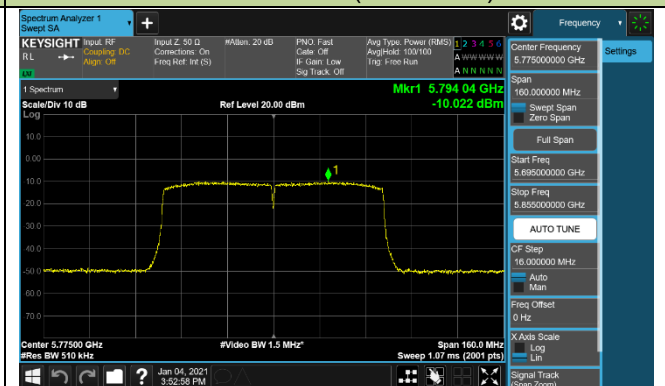 Spectrum Analyzer 1
Swept SA
Frequency
KEYSIGHT
RL
Input: RF
Coupling: DC
Align: Off
Input Z: 50 Ω
Corrections: On
Freq Ref: Int (S)
#Atten: 20 dB
PNO: Fast
Gate: Off
IF Gain: Low
Sig Track: Off
Avg Type: Power (RMS)
Avg|Hold: 100/100
Trig: Free Run
1 2 3 4 5 6
A W W W W W
A N N N N N
Settings
Center Frequency
5.775000000 GHz
Span
160.000000 MHz
Swept Span
Zero Span
Full Span
Start Freq
5.695000000 GHz
Stop Freq
5.855000000 GHz
AUTO TUNE
CF Step
16.000000 MHz
Auto
Man
Freq Offset
0 Hz
X Axis Scale
Log
Lin
Signal Track
(Span Zoom)
1 Spectrum
Scale/Div 10 dB
Log
Ref Level 20.00 dBm
Mkr1 5.794 04 GHz
-10.022 dBm
1
10.0
0.00
-10.0
-20.0
-30.0
-40.0
-50.0
-60.0
-70.0
Center 5.77500 GHz
#Res BW 510 kHz
#Video BW 1.5 MHz*
Span 160.0 MHz
Sweep 1.07 ms (2001 pts)
Jan 04, 2021
3:52:58 PM